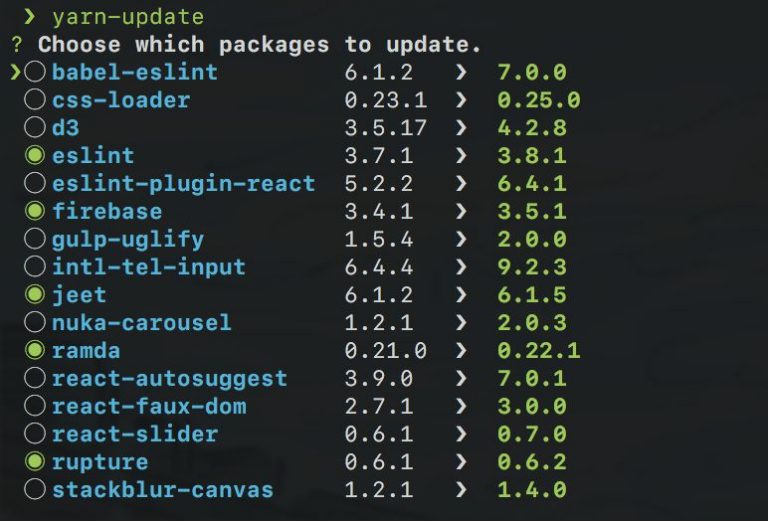 ❯ yarn-update
? Choose which packages to update.
❯◯ babel-eslint 6.1.2 ❯ 7.0.0
◯ css-loader 0.23.1 ❯ 0.25.0
◯ d3 3.5.17 ❯ 4.2.8
◉ eslint 3.7.1 ❯ 3.8.1
◯ eslint-plugin-react 5.2.2 ❯ 6.4.1
◉ firebase 3.4.1 ❯ 3.5.1
◯ gulp-uglify 1.5.4 ❯ 2.0.0
◯ intl-tel-input 6.4.4 ❯ 9.2.3
◉ jeet 6.1.2 ❯ 6.1.5
◯ nuka-carousel 1.2.1 ❯ 2.0.3
◉ ramda 0.21.0 ❯ 0.22.1
◯ react-autosuggest 3.9.0 ❯ 7.0.1
◯ react-faux-dom 2.7.1 ❯ 3.0.0
◯ react-slider 0.6.1 ❯ 0.7.0
◉ rupture 0.6.1 ❯ 0.6.2
◯ stackblur-canvas 1.2.1 ❯ 1.4.0